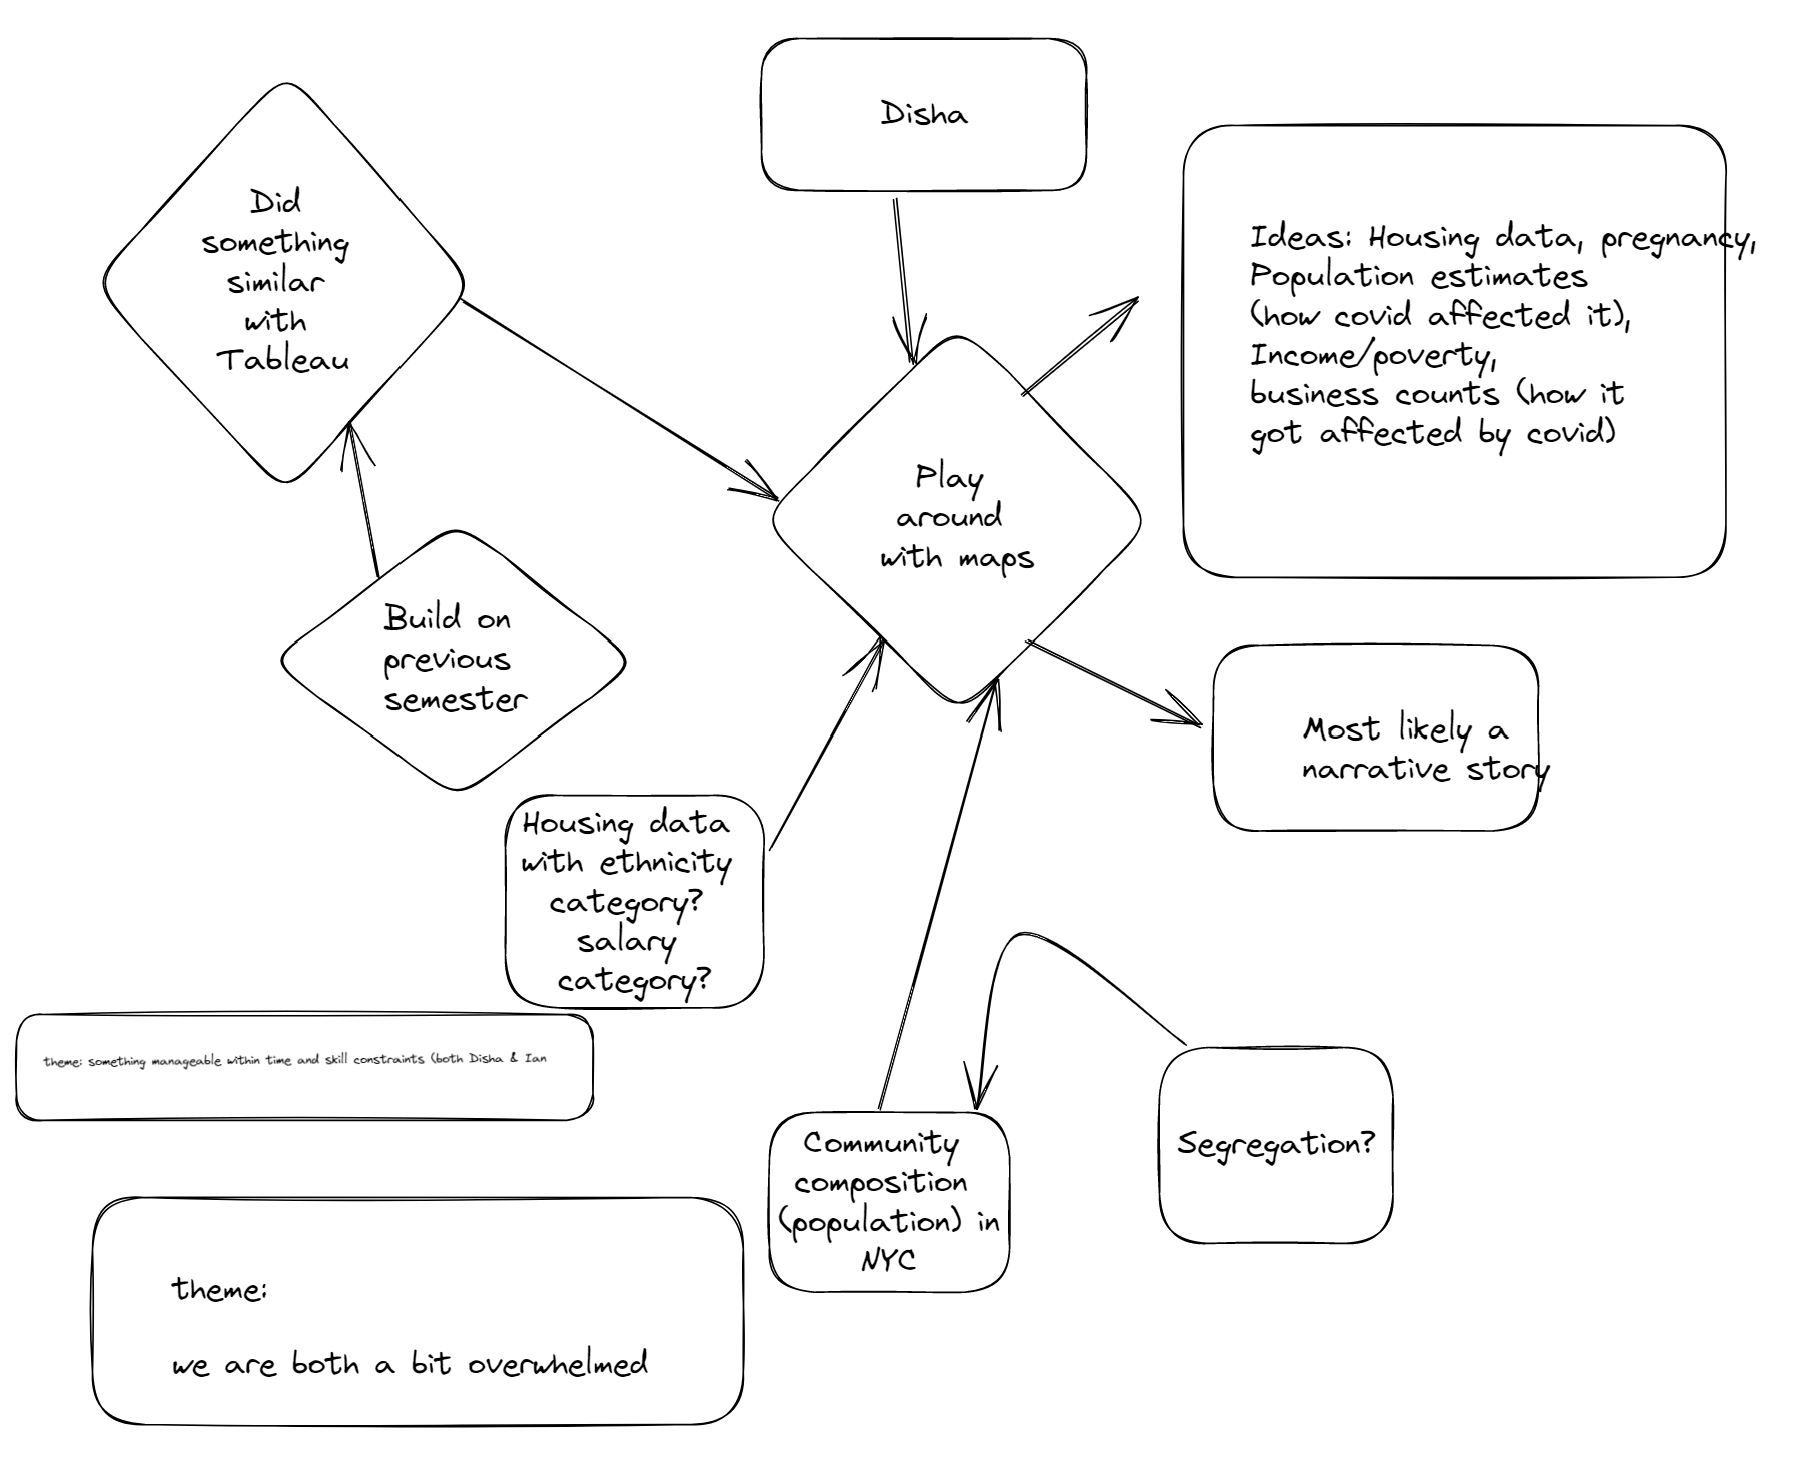 Disha
Did
something
similar
with
Tableau
Ideas: Housing data, pregnancy,
Population estimates
(how covid affected it),
Income/poverty,
business counts (how it
got affected by covid)
Play
around
with maps
Build on
previous
semester
Most likely a
narrative story
Housing data
with ethnicity
category?
salary
category?
theme: something manageable within time and skill constraints (both Disha & Ian
Community
composition
(population) in
NYC
Segregation?
theme:
we are both a bit overwhelmed